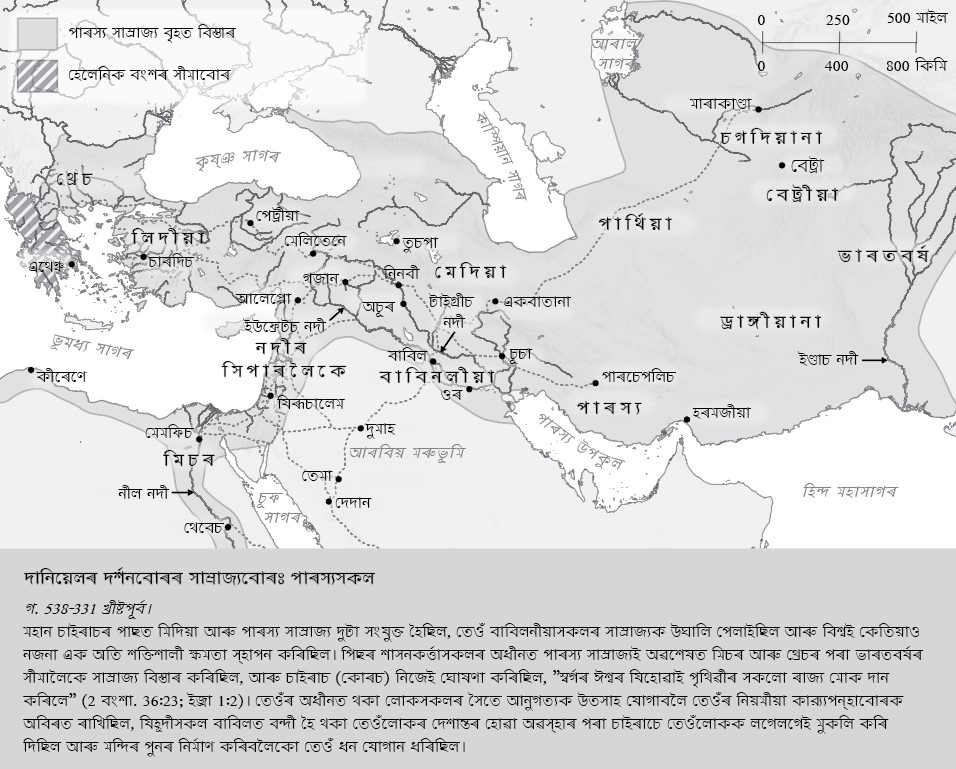 পাৰস্য সাম্ৰাজ্য বৃহত বিস্তাৰ
হেলেনিক বংশৰ সীমাবোৰ
0 250 500 মাইল
0 400 800 কিমি
আৰাল
সাগৰ
মাৰাকাণ্ডা
চগদিয়ানা
বেট্ৰা
বেট্ৰীয়া
কাস্পিয়ান সাগৰ
কৃষ্ঞ সাগৰ
থ্ৰেচ
পেট্ৰীয়া
লিদীয়া
মেলিতেনে
তুচপা
পাৰ্থিয়া
ভাৰতবৰ্ষ
এথেন্স
চাৰদিচ
গজান
নিনবী
মেদিয়া
আলেপ্পো
অচুৰ
টাইগ্ৰীচ
নদী
একবাতানা
ইউফ্ৰেটচ নদী
ড্ৰাঙ্গীয়ানা
ভূমধ্য সাগৰ
নদীৰ
সিপাৰলৈকে
বাবিল
চূচা
ইণ্ডাচ নদী
কীৰেণে
বাবিনলীয়া
ওৰ
পাৰচেপলিচ
যিৰূচালেম
পাৰস্য
হৰমজীয়া
মেমফিচ
দুমাহ
মিচৰ
আৰবিয় মৰুভূমি
পাৰস্য উপকুল
নীল নদী
তেমা
চূফ
সাগৰ
দেদান
হিন্দ মহাসাগৰ
থেবেচ
দানিয়েলৰ দৰ্শনবোৰৰ সাম্ৰাজ্যবোৰঃ পাৰস্যসকল
গ. 538-331 খ্ৰীষ্টপূৰ্ব।
মহান চাইৰাচৰ পাছত মিদিয়া আৰু পাৰস্য সাম্ৰাজ্য দুটা সংযুক্ত হৈছিল, তেওঁ বাবিলনীয়াসকলৰ সাম্ৰাজ্যক উঘালি পেলাইছিল আৰু বিশ্বই কেতিয়াও
নজনা এক অতি শক্তিশালী ক্ষমতা স্হাপন কৰিছিল। পিছৰ শাসনকৰ্ত্তাসকলৰ অধীনত পাৰস্য সাম্ৰাজ্যই অৱশেষত মিচৰ আৰু থ্ৰেচৰ পৰা ভাৰতবৰ্ষৰ
সীমালৈকে সাম্ৰাজ্য বিস্তাৰ কৰিছিল, আৰু চাইৰাচ (কোৰচ) নিজেই ঘোষণা কৰিছিল, ”স্বৰ্গৰ ঈশ্বৰ যিহোৱাই পৃথিৱীৰ সকলো ৰাজ্য মোক দান
কৰিলে” (2 বংশা. 36:23; ইজ্ৰা 1:2)। তেওঁৰ অধীনত থকা লোকসকলৰ সৈতে আনুগত্যক উতসাহ যোগাবলৈ তেওঁৰ নিয়মীয়া কাৰ্য্যপন্হাবোৰক
অবিৰত ৰাখিছিল, যিহূদীসকল বাবিলত বন্দী হৈ থকা তেওঁলোকৰ দেশান্তৰ হোৱা অৱস্হাৰ পৰা চাইৰাচে তেওঁলোকক লগেলগেই মুকলি কৰি
দিছিল আৰু মন্দিৰ পুনৰ নিৰ্মাণ কৰিবলৈকো তেওঁ ধন যোগান ধৰিছিল।